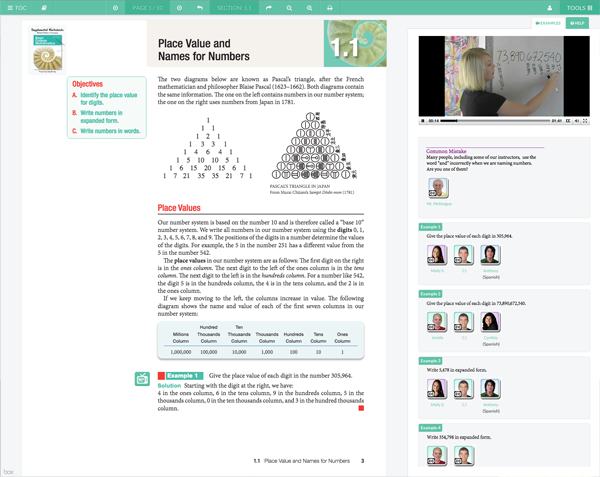 TOC
PAGE 3 / 10
SECTION: 1.1
TOOLS
EXAMPLES
HELP
Place Value and
Names for Numbers
1.1
Objectives
A. Identify the place value
for digits.
B. Write numbers in
expanded form.
C. Write numbers in words.
The two diagrams below are known as Pascal's triangle, after the French
mathematician and philosopher Blaise Pascal (1623–1662). Both diagrams contain
the same information. The one on the left contains numbers in our number system;
the one on the right uses numbers from Japan in 1781.
1
1 1
1 2 1
1 3 3 1
1 4 6 4 1
1 5 10 10 5 1
1 6 15 20 15 6 1
1 7 21 35 35 21 7 1
PASCAL'S TRIANGLE IN JAPAN
From Murai Chūzen's Sampō Dōshi-mon (1781)
Place Values
Our number system is based on the number 10 and is therefore called a "base 10"
number system. We write all numbers in our number system using the digits 0, 1,
2, 3, 4, 5, 6, 7, 8, and 9. The positions of the digits in a number determine the values
of the digits. For example, the 5 in the number 251 has a different value from the
5 in the number 542.
The place values in our number system are as follows: The first digit on the right
is in the ones column. The next digit to the left of the ones column is in the tens
column. The next digit to the left is in the hundreds column. For a number like 542,
the digit 5 is in the hundreds column, the 4 is in the tens column, and the 2 is in
the ones column.
If we keep moving to the left, the columns increase in value. The following
diagram shows the name and value of each of the first seven columns in our
number system:
Millions Column
Hundred Thousands Column
Ten Thousands Column
Thousands Column
Hundreds Column
Tens Column
Ones Column
1,000,000 100,000 10,000 1,000 100 10 1
Example 1 Give the place value of each digit in the number 305,964.
Solution Starting with the digit at the right, we have:
4 in the ones column, 6 in the tens column, 9 in the hundreds column, 5 in the
thousands column, 0 in the ten thousands column, and 3 in the hundred thousands
column.
1.1 Place Value and Names for Numbers 3
73,890,672,540
00:14
01:41
Common Mistake
Many people, including some of our instructors, use the
word "and" incorrectly when we are naming numbers.
Are you one of them?
Mr. McKeague
Example 1
Give the place value of each digit in 305,964.
Molly S.
CJ
(Spanish)
Example 2
Give the place value of each digit in 73,890,672,540.
CJ
Cynthia
(Spanish)
Example 3
Write 5,478 in expanded form.
Molly S.
CJ
(Spanish)
Example 4
Write 354,798 in expanded form.